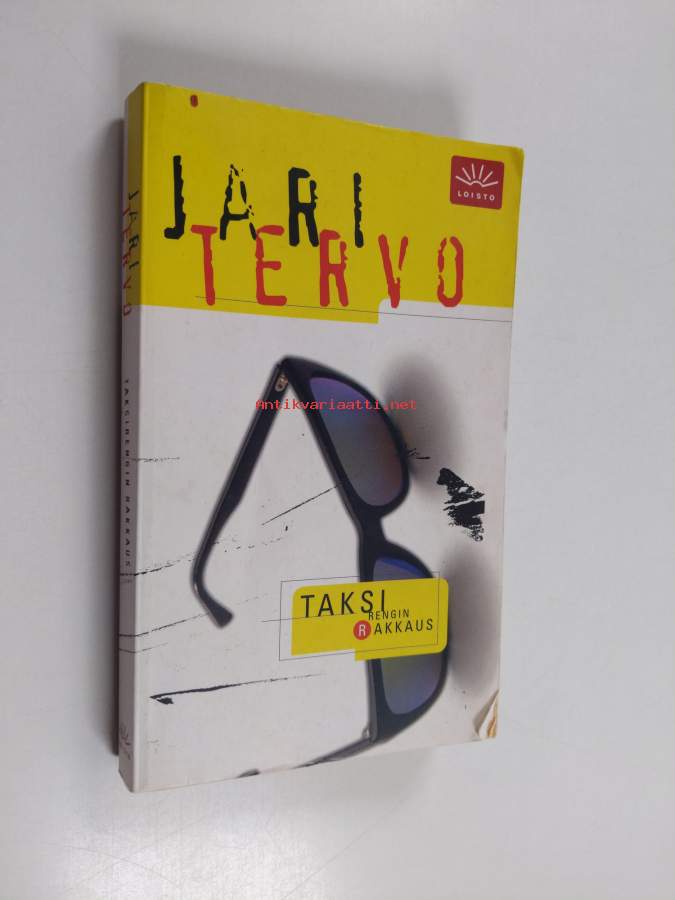 JARI
TERVO
LOISTO
JARI
TERVO
TAKSIRENGIN RAKKAUS
Antikvariaatti.net
TAKSI
RENGIN
RAKKAUS